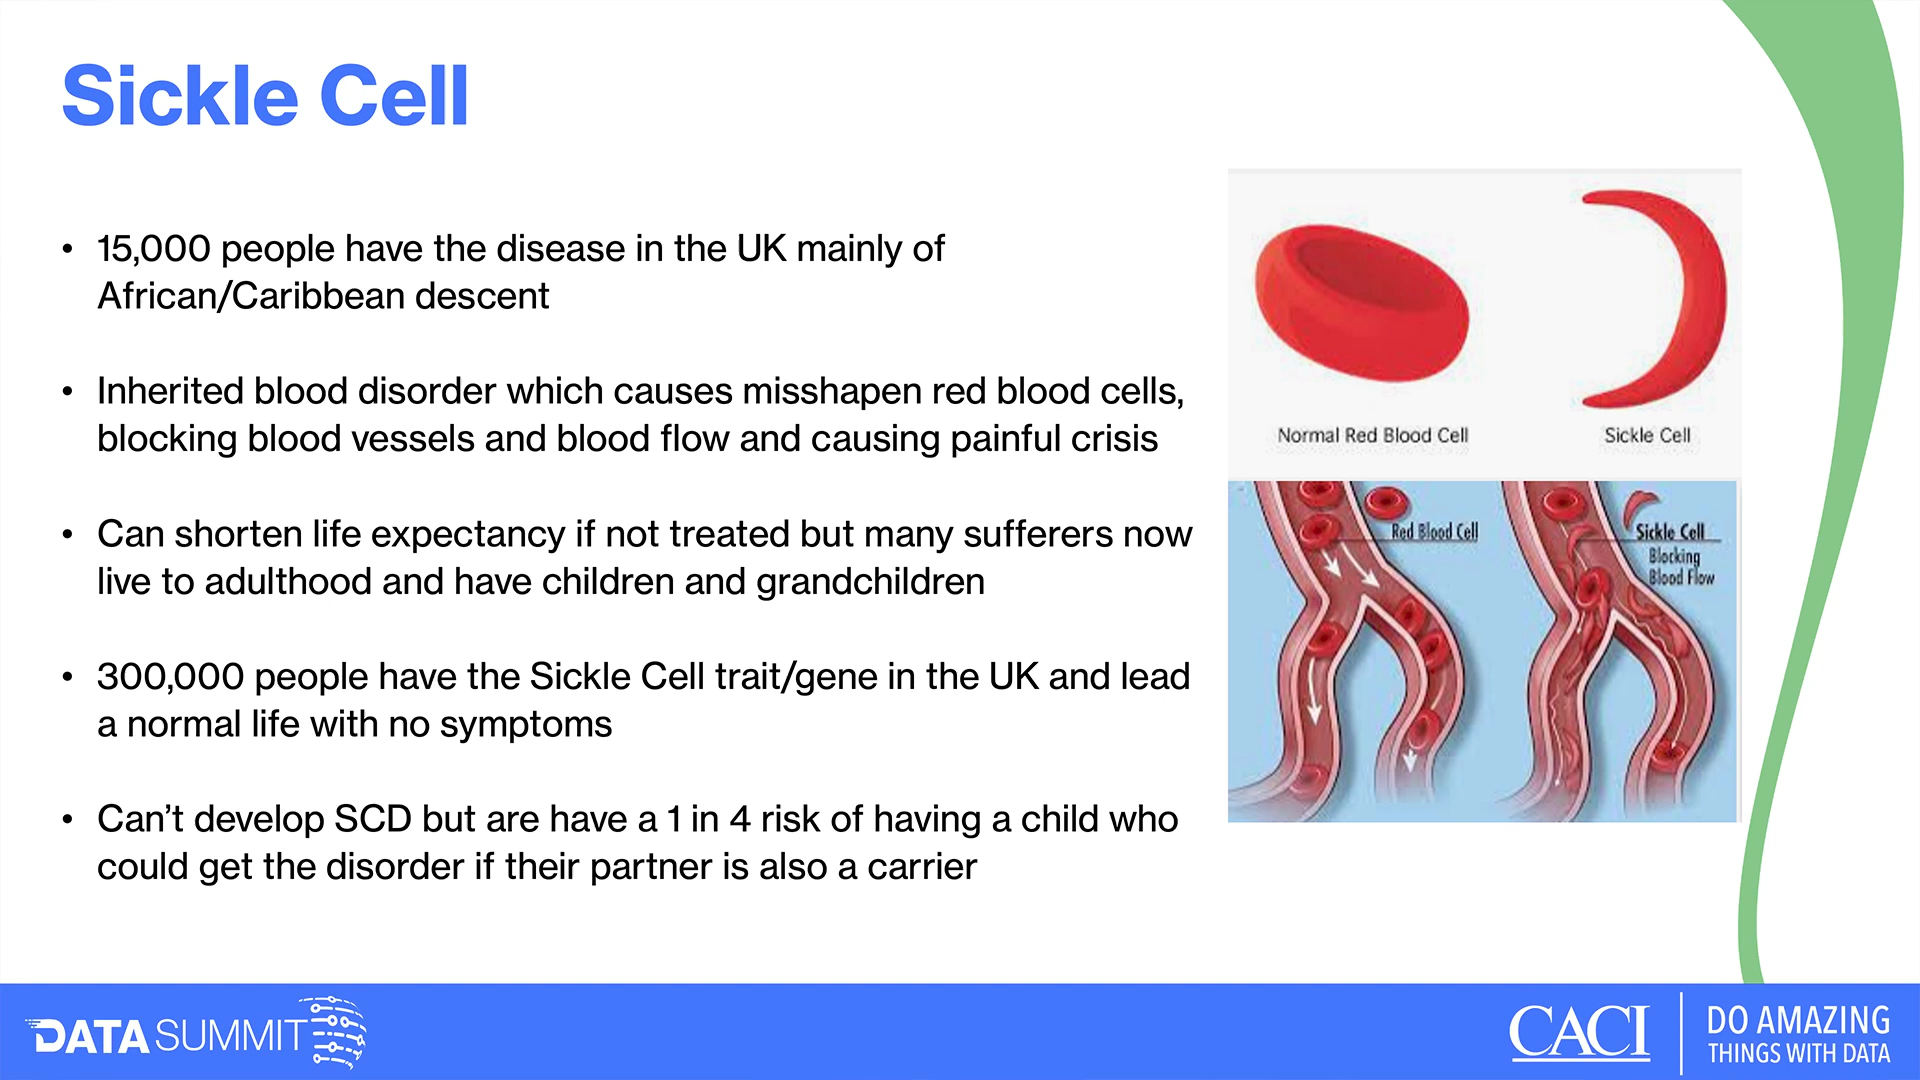 Sickle Cell
• 15,000 people have the disease in the UK mainly of
African/Caribbean descent
• Inherited blood disorder which causes misshapen red blood cells,
blocking blood vessels and blood flow and causing painful crisis
• Can shorten life expectancy if not treated but many sufferers now
live to adulthood and have children and grandchildren
• 300,000 people have the Sickle Cell trait/gene in the UK and lead
a normal life with no symptoms
• Can’t develop SCD but are have a 1 in 4 risk of having a child who
could get the disorder if their partner is also a carrier
Normal Red Blood Cell
Sickle Cell
Red Blood Cell
Sickle Cell
Blocking
Blood Flow
DATA SUMMIT
CACI
DO AMAZING
THINGS WITH DATA